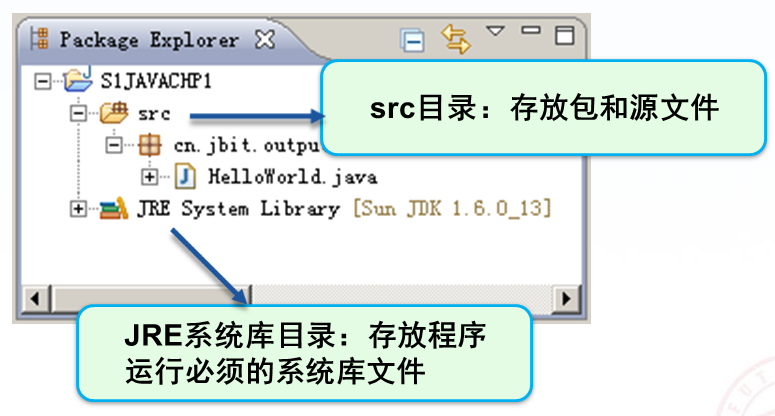 Package Explorer
S1JAVACHP1
src
src目录：存放包和源文件
cn.jbit.outpu
HelloWorld.java
JRE System Library [Sun JDK 1.6.0_13]
JRE系统库目录：存放程序
运行必须的系统库文件